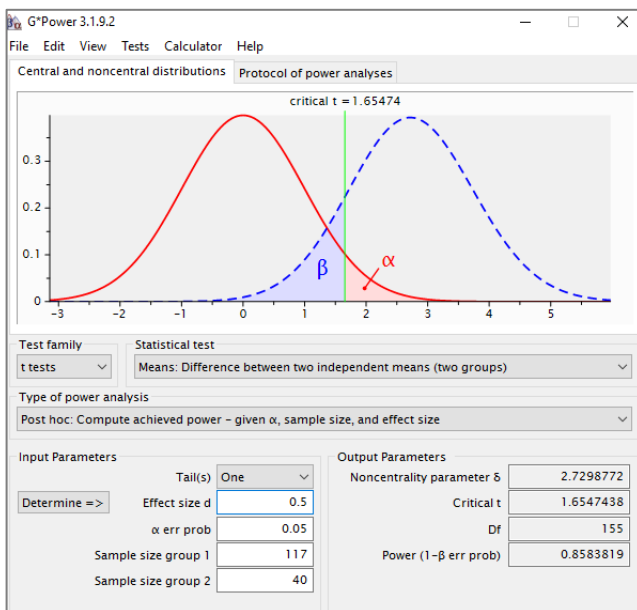 G*Power 3.1.9.2
File Edit View Tests Calculator Help
Central and noncentral distributions Protocol of power analyses
critical t = 1.65474
0.3
0.2
0.1
0
β
α
-3 -2 -1 0 1 2 3 4 5
Test family Statistical test
t tests Means: Difference between two independent means (two groups)
Type of power analysis
Post hoc: Compute achieved power – given α, sample size, and effect size
Input Parameters Output Parameters
Tail(s) One Noncentrality parameter δ 2.7298772
Determine => Effect size d 0.5 Critical t 1.6547438
α err prob 0.05 Df 155
Sample size group 1 117 Power (1-β err prob) 0.8583819
Sample size group 2 40